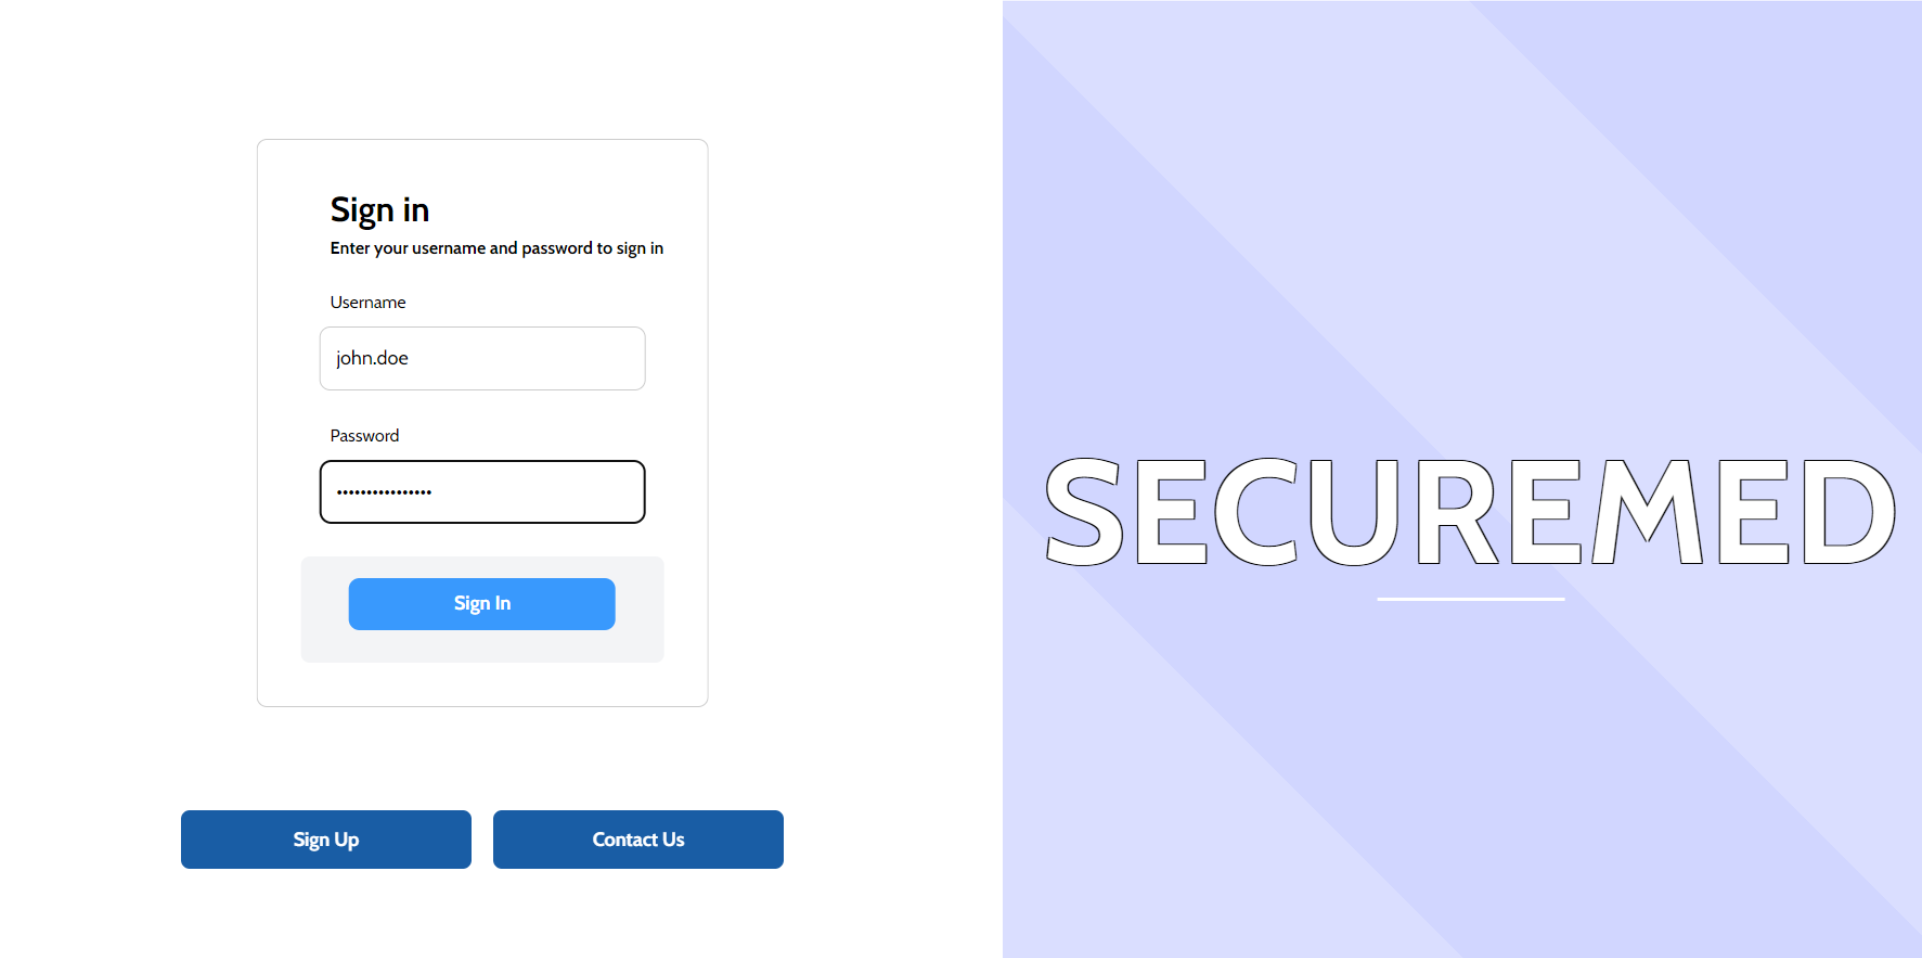 Sign in
Enter your username and password to sign in
Username
john.doe
Password
••••••••••••••••
Sign In
Sign Up
Contact Us
SECUREMED